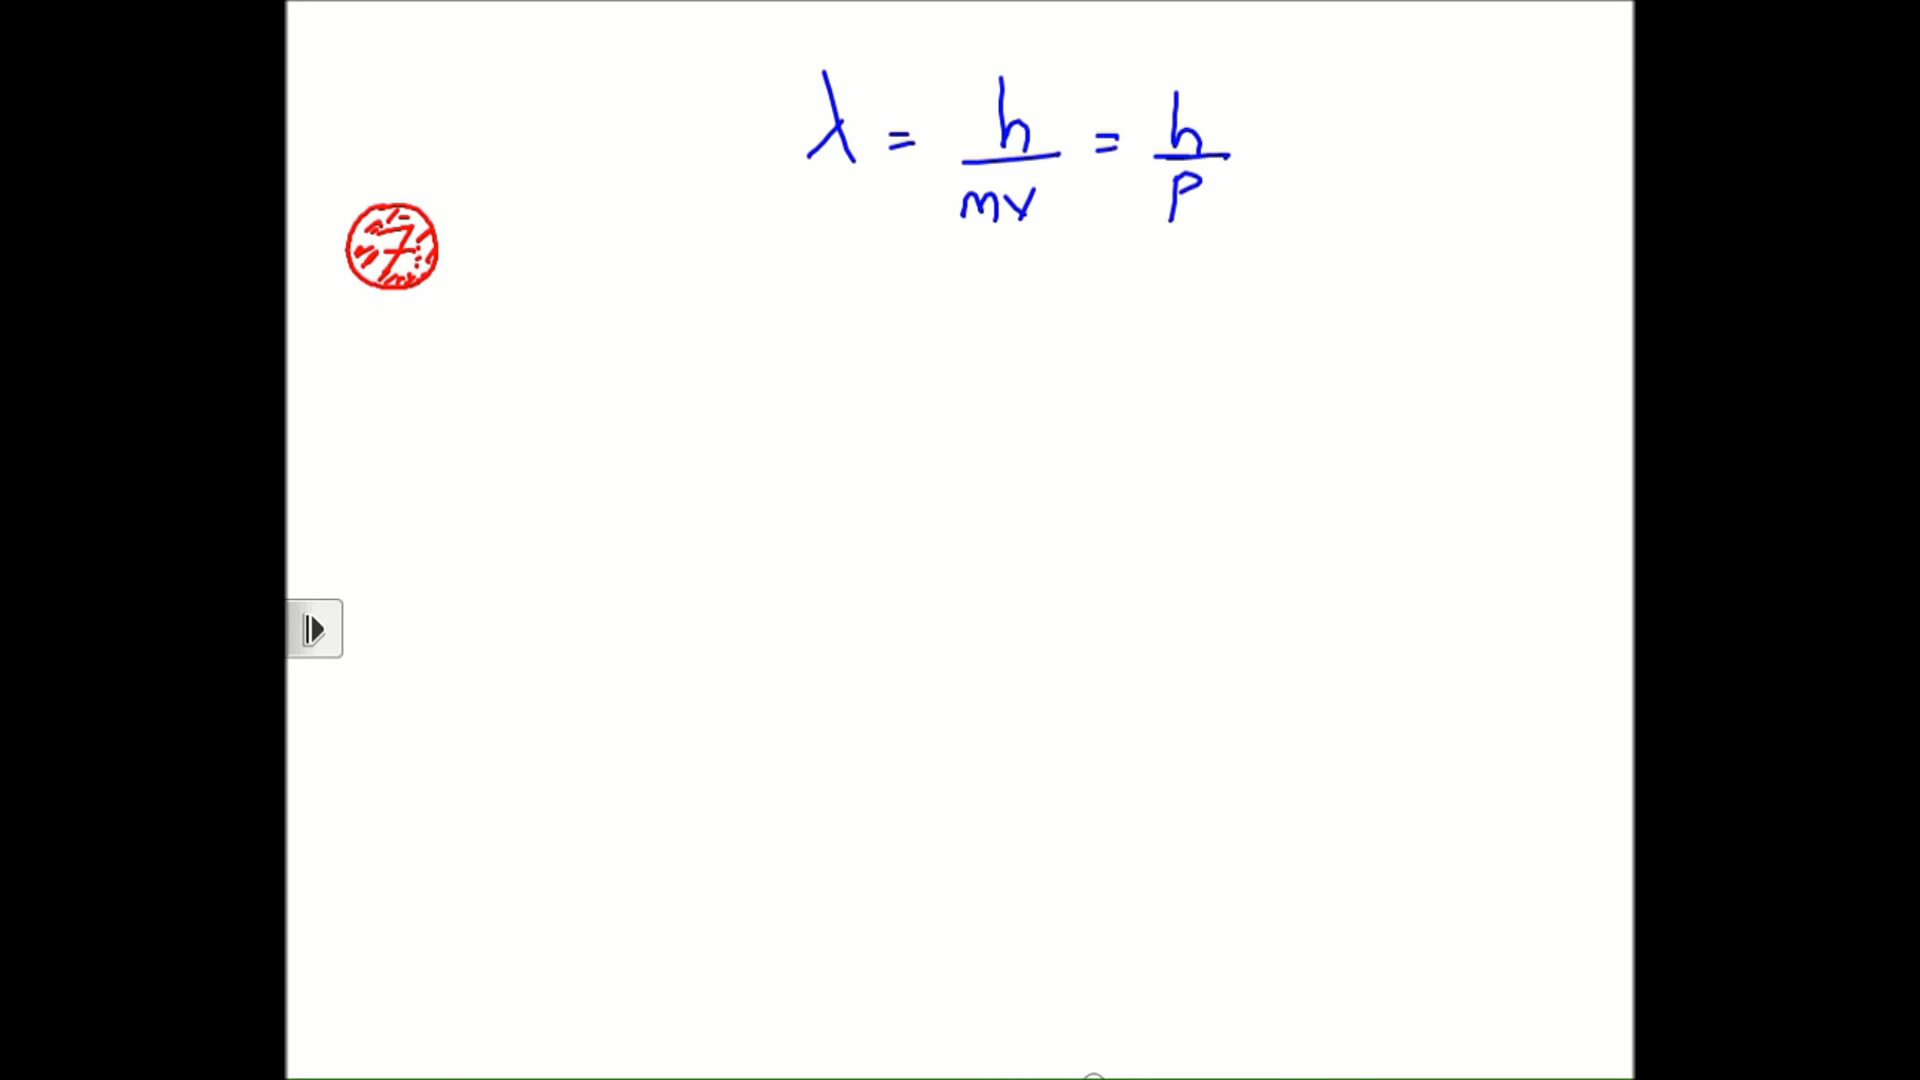 λ = h/mv = h/p
7